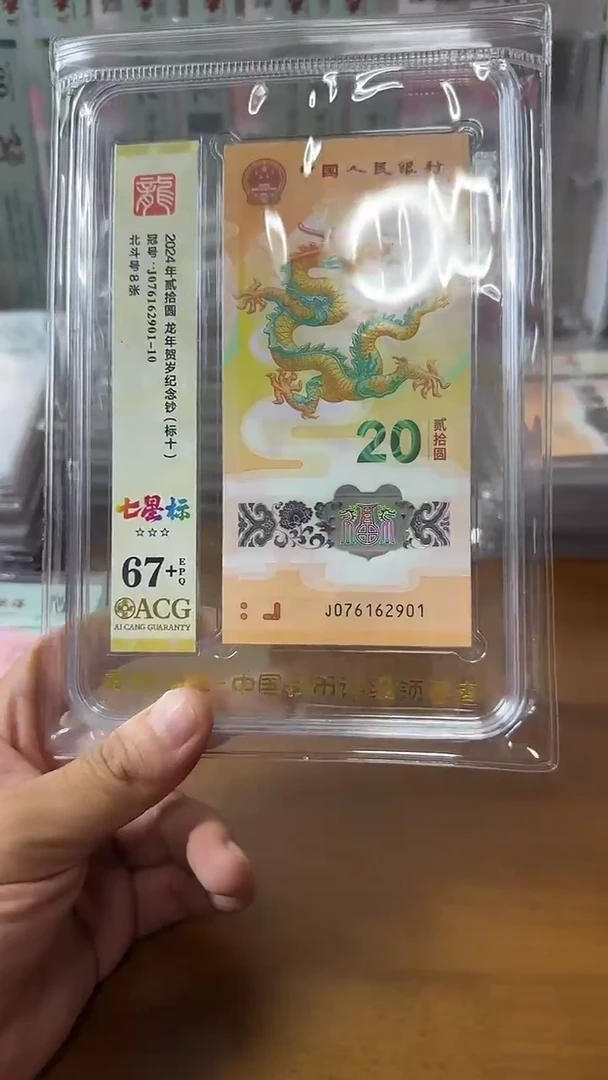 龍
2024年贰拾圆 龙年贺岁纪念钞(标十)
冠号:J076162901-10
北斗号8张
七星标
☆☆☆
67+EPQ
ACG
AI CANG GUARANTY
中国人民银行
20
贰拾圆
J076162901
中国